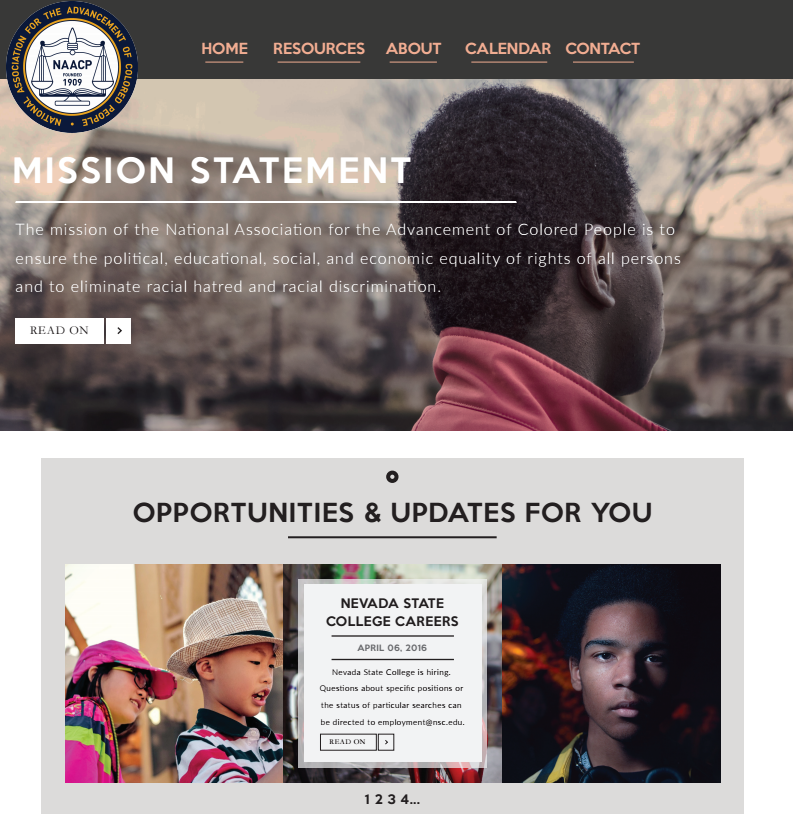 NATIONAL ASSOCIATION FOR THE ADVANCEMENT OF COLORED PEOPLE
NAACP
FOUNDED
1909
HOME RESOURCES ABOUT CALENDAR CONTACT
MISSION STATEMENT
The mission of the National Association for the Advancement of Colored People is to
ensure the political, educational, social, and economic equality of rights of all persons
and to eliminate racial hatred and racial discrimination.
READ ON >
OPPORTUNITIES & UPDATES FOR YOU
NEVADA STATE
COLLEGE CAREERS
APRIL 06, 2016
Nevada State College is hiring.
Questions about specific positions or
the status of particular searches can
be directed to employment@nsc.edu.
READ ON >
1 2 3 4...